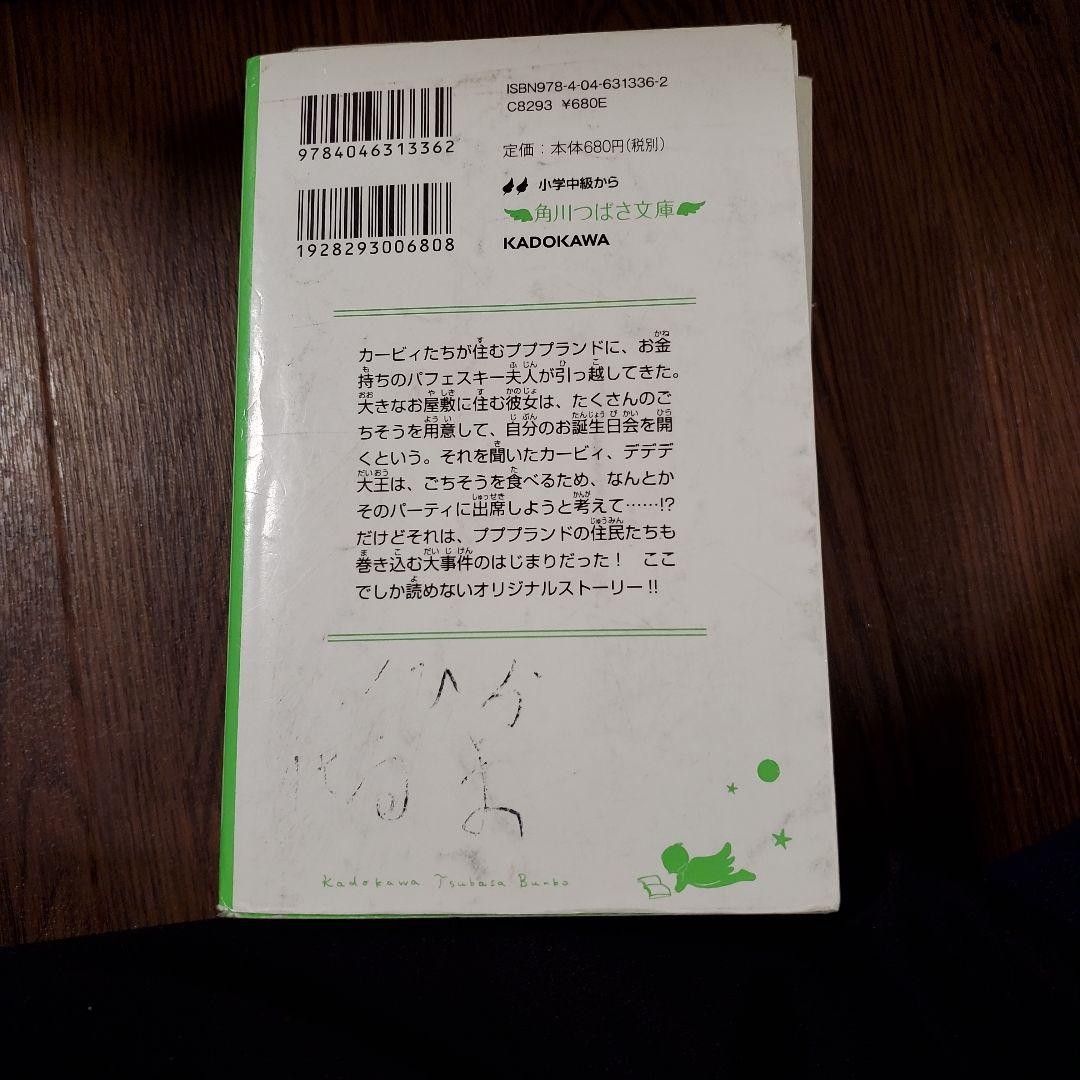 ISBN978-4-04-631336-2
C8293 ¥680E
9784046313362
定価：本体680円(税別)
小学中級から
角川つばさ文庫
KADOKAWA
1928293006808
カービィたちが住むプププランドに、お金
持ちのパフェスキー夫人が引っ越してきた。
大きなお屋敷に住む彼女は、たくさんのご
ちそうを用意して、自分のお誕生日会を開
くという。それを聞いたカービィ、デデデ
大王は、ごちそうを食べるため、なんとか
そのパーティに出席しようと考えて……!?
だけどそれは、プププランドの住民たちも
巻き込む大事件のはじまりだった！　ここ
でしか読めないオリジナルストーリー!!
Kadokawa Tsubasa Bunko